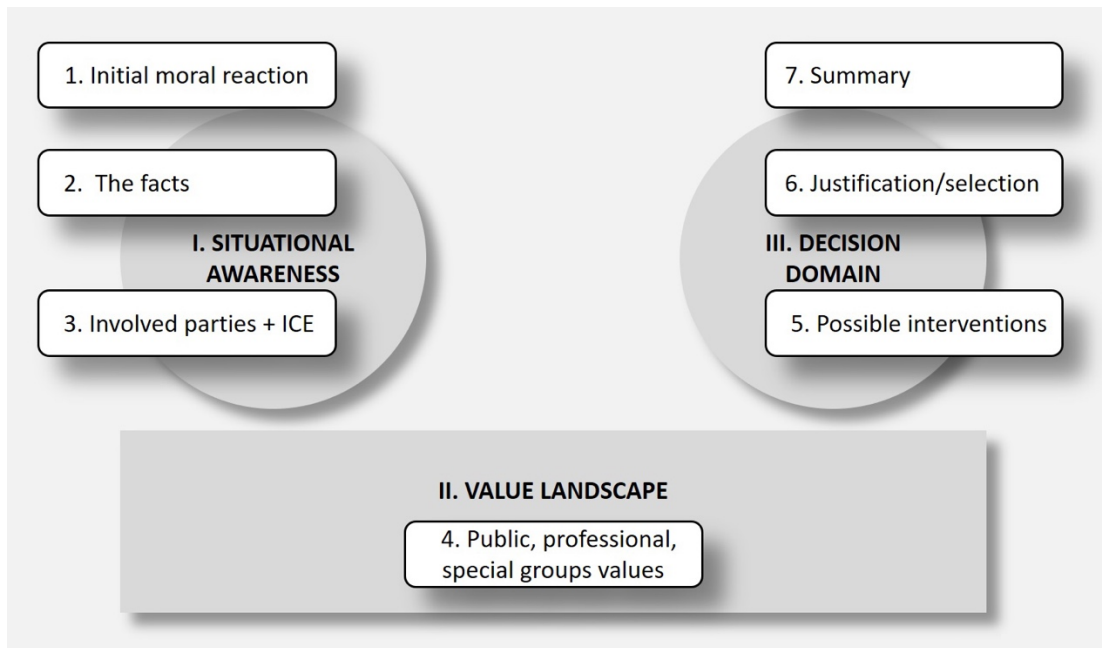 1. Initial moral reaction
2. The facts
I. SITUATIONAL
AWARENESS
3. Involved parties + ICE
II. VALUE LANDSCAPE
4. Public, professional,
special groups values
7. Summary
6. Justification/selection
III. DECISION
DOMAIN
5. Possible interventions